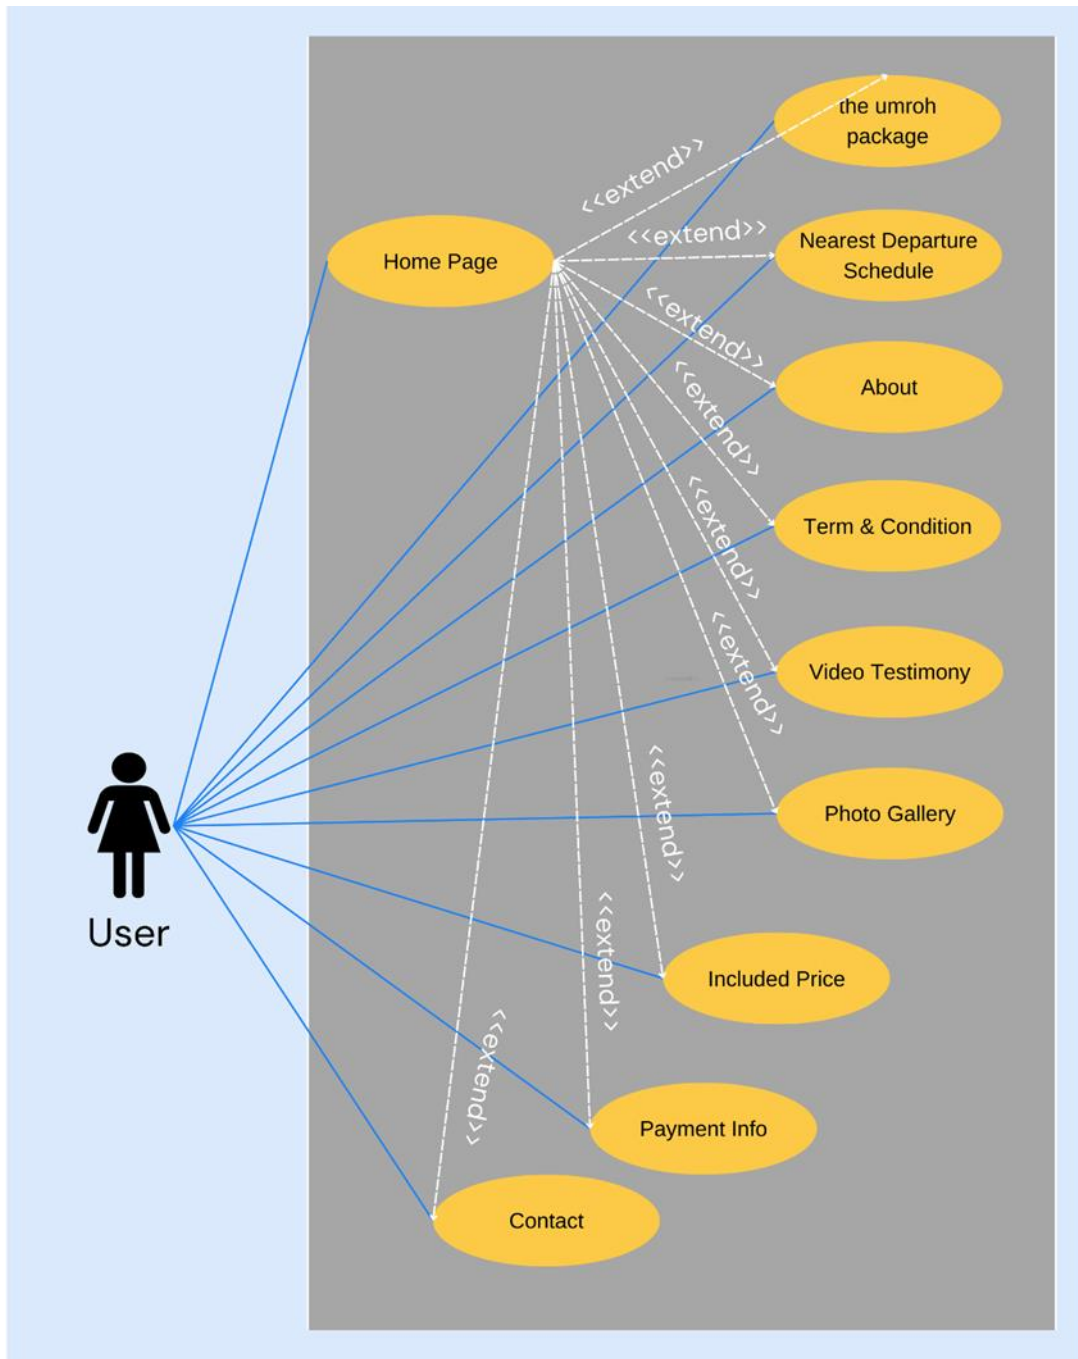 the umroh
package
<<extend>>
<<extend>>
Nearest Departure
Schedule
Home Page
<<extend>>
About
<<extend>>
<<extend>>
Term & Condition
<<extend>>
Video Testimony
<<extend>>
Photo Gallery
User
<<extend>>
Included Price
<<extend>>
Payment Info
Contact